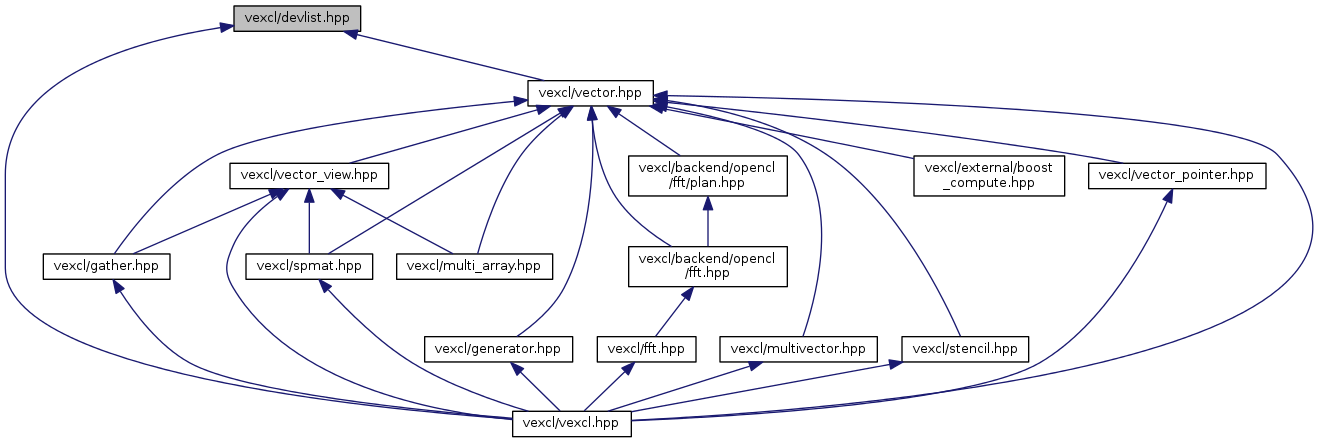 vexcl/devlist.hpp
vexcl/vector.hpp
vexcl/vector_view.hpp
vexcl/backend/opencl
/fft/plan.hpp
vexcl/external/boost
_compute.hpp
vexcl/vector_pointer.hpp
vexcl/gather.hpp
vexcl/spmat.hpp
vexcl/multi_array.hpp
vexcl/backend/opencl
/fft.hpp
vexcl/generator.hpp
vexcl/fft.hpp
vexcl/multivector.hpp
vexcl/stencil.hpp
vexcl/vexcl.hpp